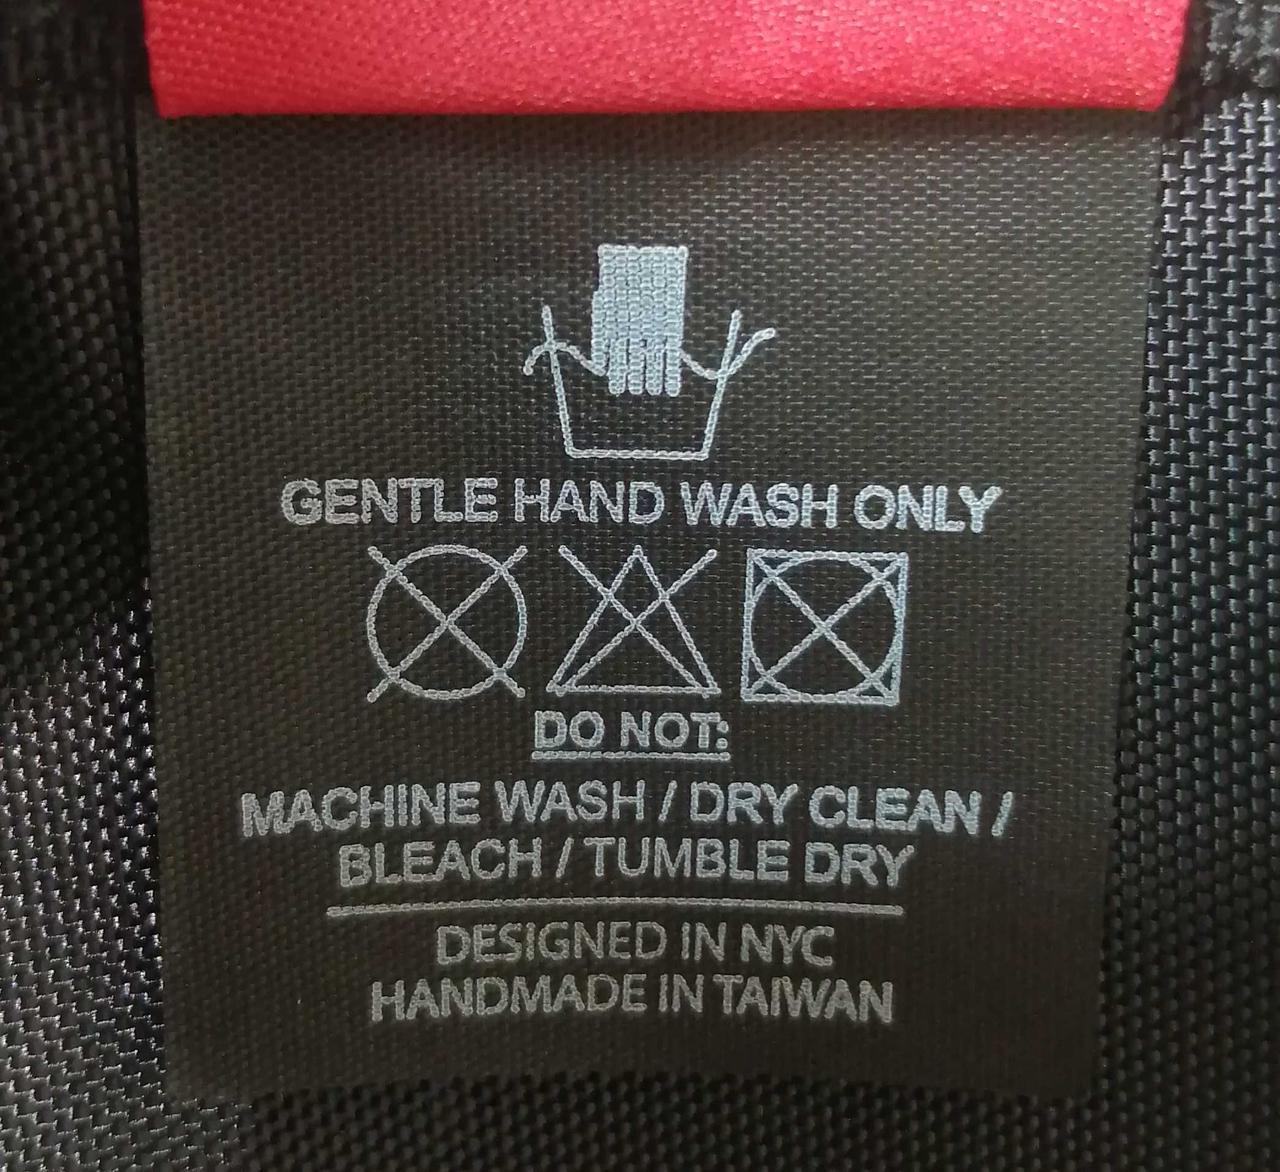 GENTLE HAND WASH ONLY
DO NOT:
MACHINE WASH / DRY CLEAN /
BLEACH / TUMBLE DRY
DESIGNED IN NYC
HANDMADE IN TAIWAN